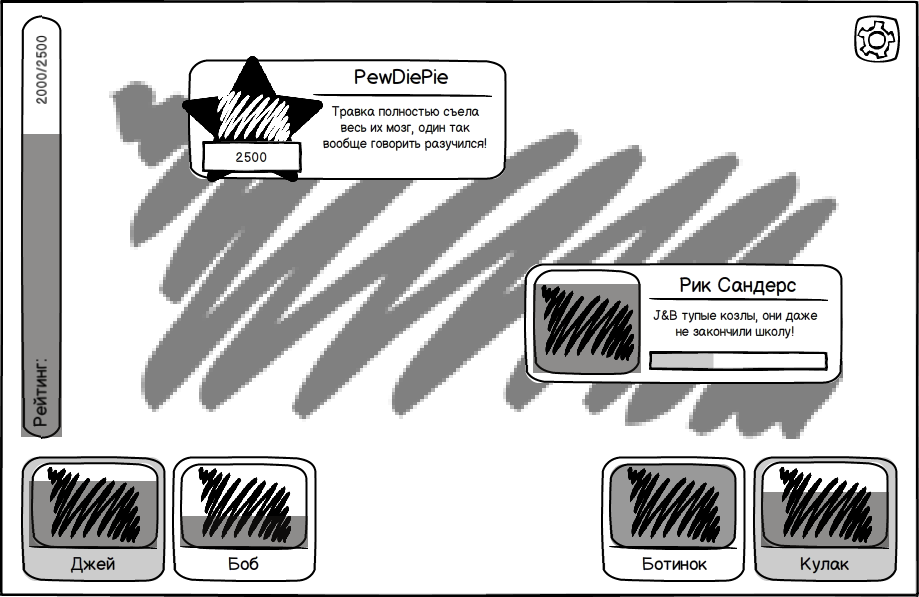 2000/2500
Рейтинг:
PewDiePie
Травка полностью съела
весь их мозг, один так
вообще говорить разучился!
2500
Рик Сандерс
J&B тупые козлы, они даже
не закончили школу!
Джей
Боб
Ботинок
Кулак